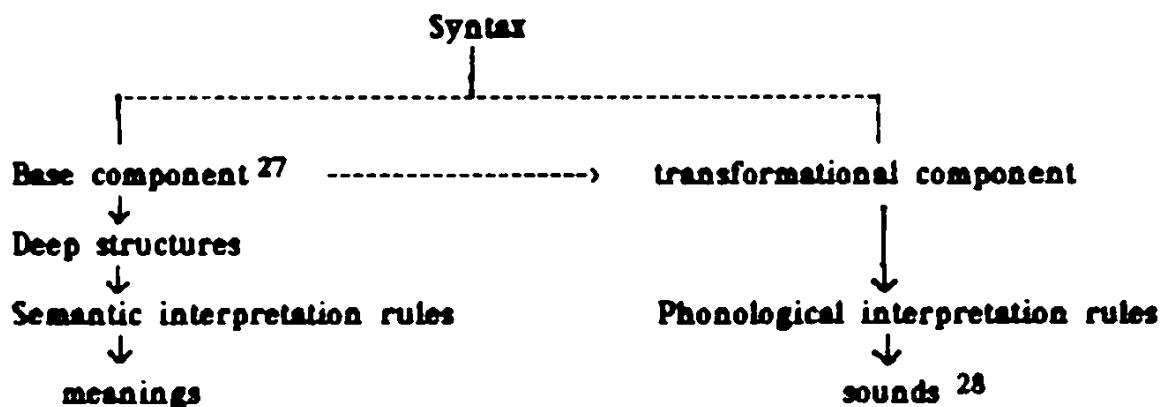 Syntax
Base component 27 transformational component
Deep structures
Semantic interpretation rules Phonological interpretation rules
meanings sounds 28